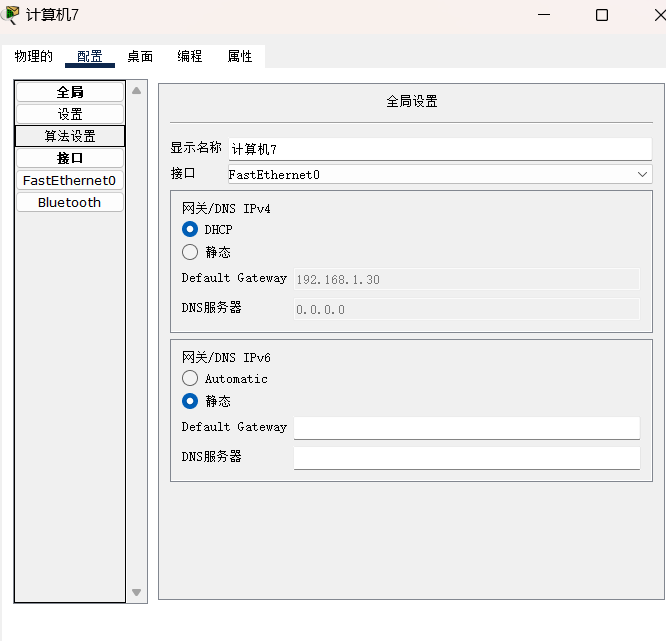 计算机7
物理的 配置 桌面 编程 属性
全局
设置
算法设置
接口
FastEthernet0
Bluetooth
全局设置
显示名称 计算机7
接口 FastEthernet0
网关/DNS IPv4
DHCP
静态
Default Gateway 192.168.1.30
DNS服务器 0.0.0.0
网关/DNS IPv6
Automatic
静态
Default Gateway
DNS服务器